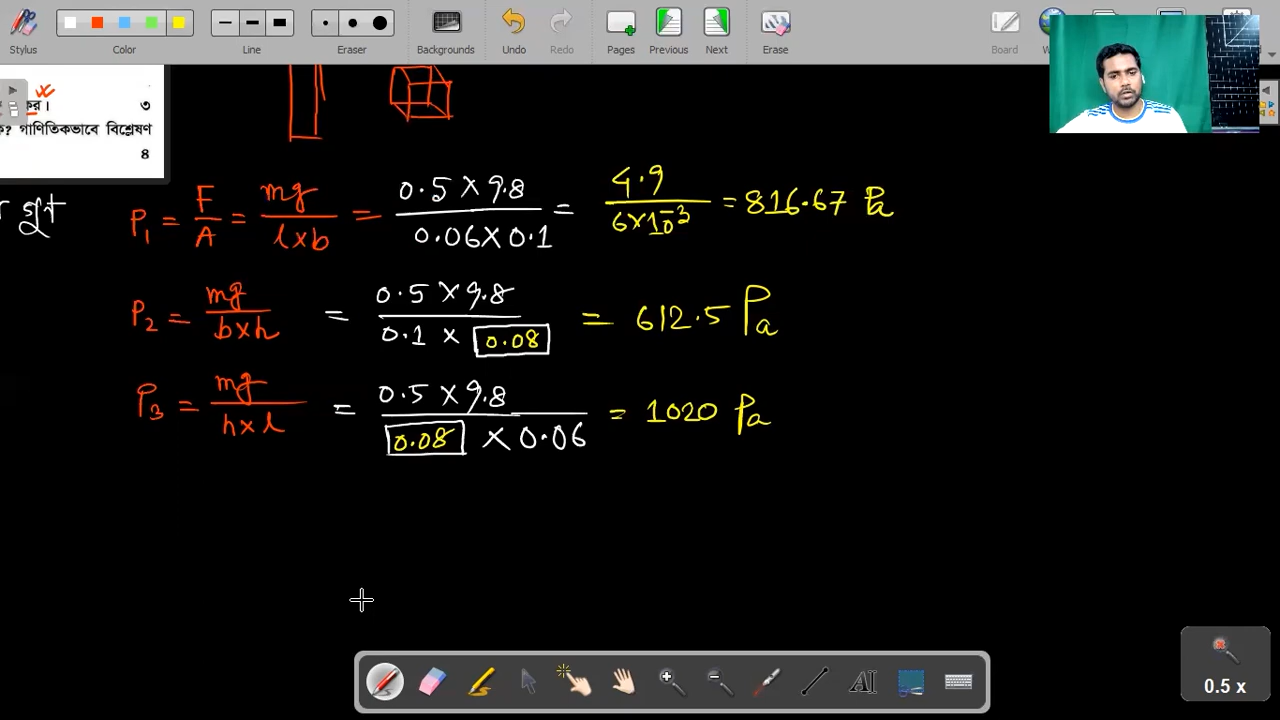 Stylus Color Line Eraser Backgrounds Undo Redo Pages Previous Next Erase Board
কর। ৩
গাণিতিকভাবে বিশ্লেষণ
৪
P₁ = F/A = mg/(l×b) = (0.5 × 9.8)/(0.06 × 0.1) = 4.9/(6×10⁻³) = 816.67 Pa
P₂ = mg/(b×h) = (0.5 × 9.8)/(0.1 × 0.08) = 612.5 Pa
P₃ = mg/(h×l) = (0.5 × 9.8)/(0.08 × 0.06) = 1020 Pa
0.5 x